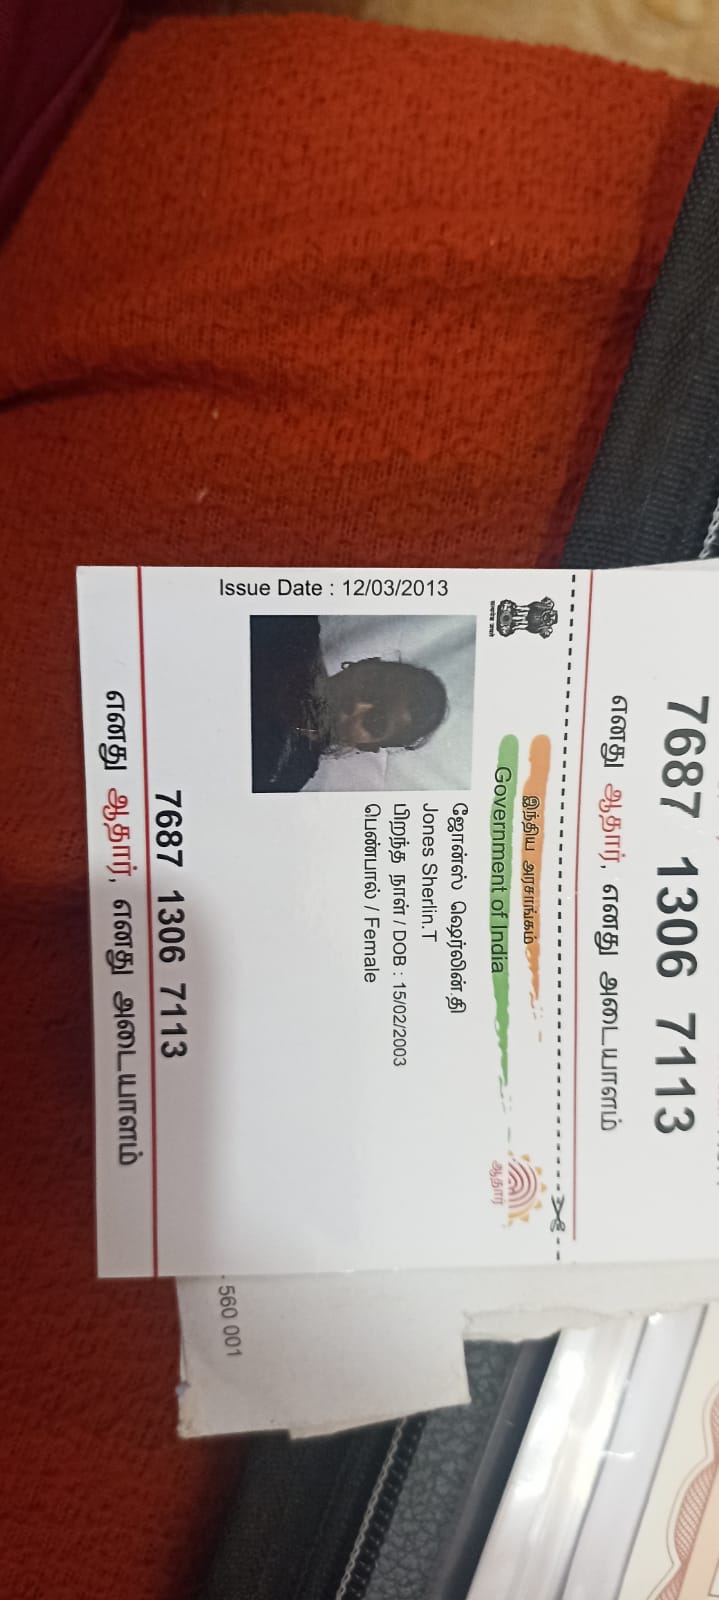 7687 1306 7113
எனது ஆதார், எனது அடையாளம்
இந்திய அரசாங்கம்
Government of India
ஆதார்
Issue Date : 12/03/2013
ஜோன்ஸ் ஷெர்லின்.தி
Jones Sherlin.T
பிறந்த நாள் / DOB : 15/02/2003
பெண்பால் / Female
7687 1306 7113
எனது ஆதார், எனது அடையாளம்
560 001